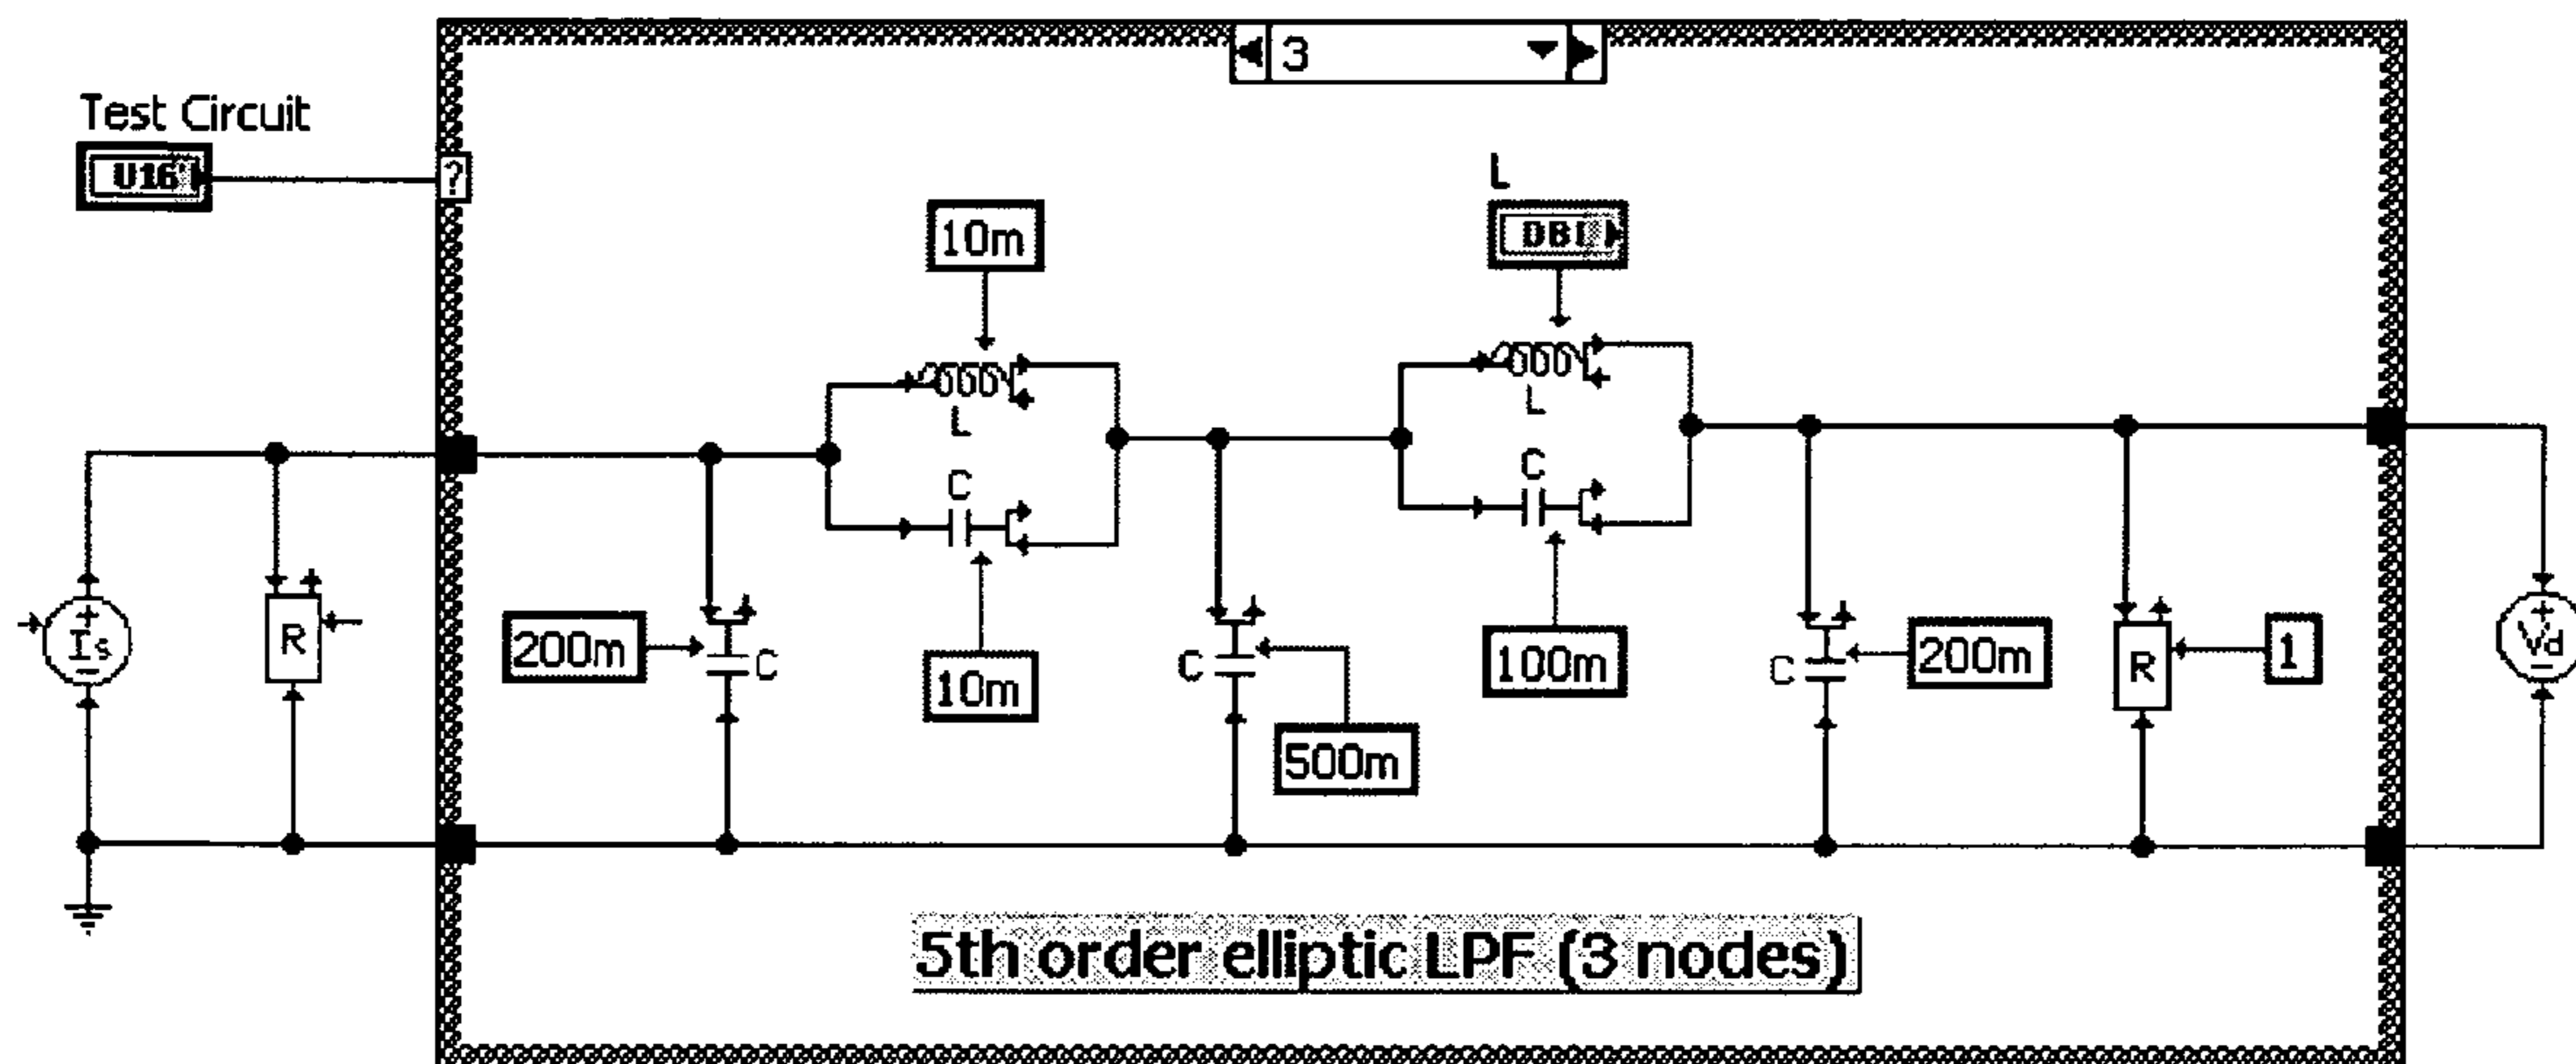 3
Test Circuit
U16
?
10m
L
DBL
L
C
10m
L
C
100m
Is
R
200m
C
C
500m
C
200m
R
1
Vd
5th order elliptic LPF (3 nodes)